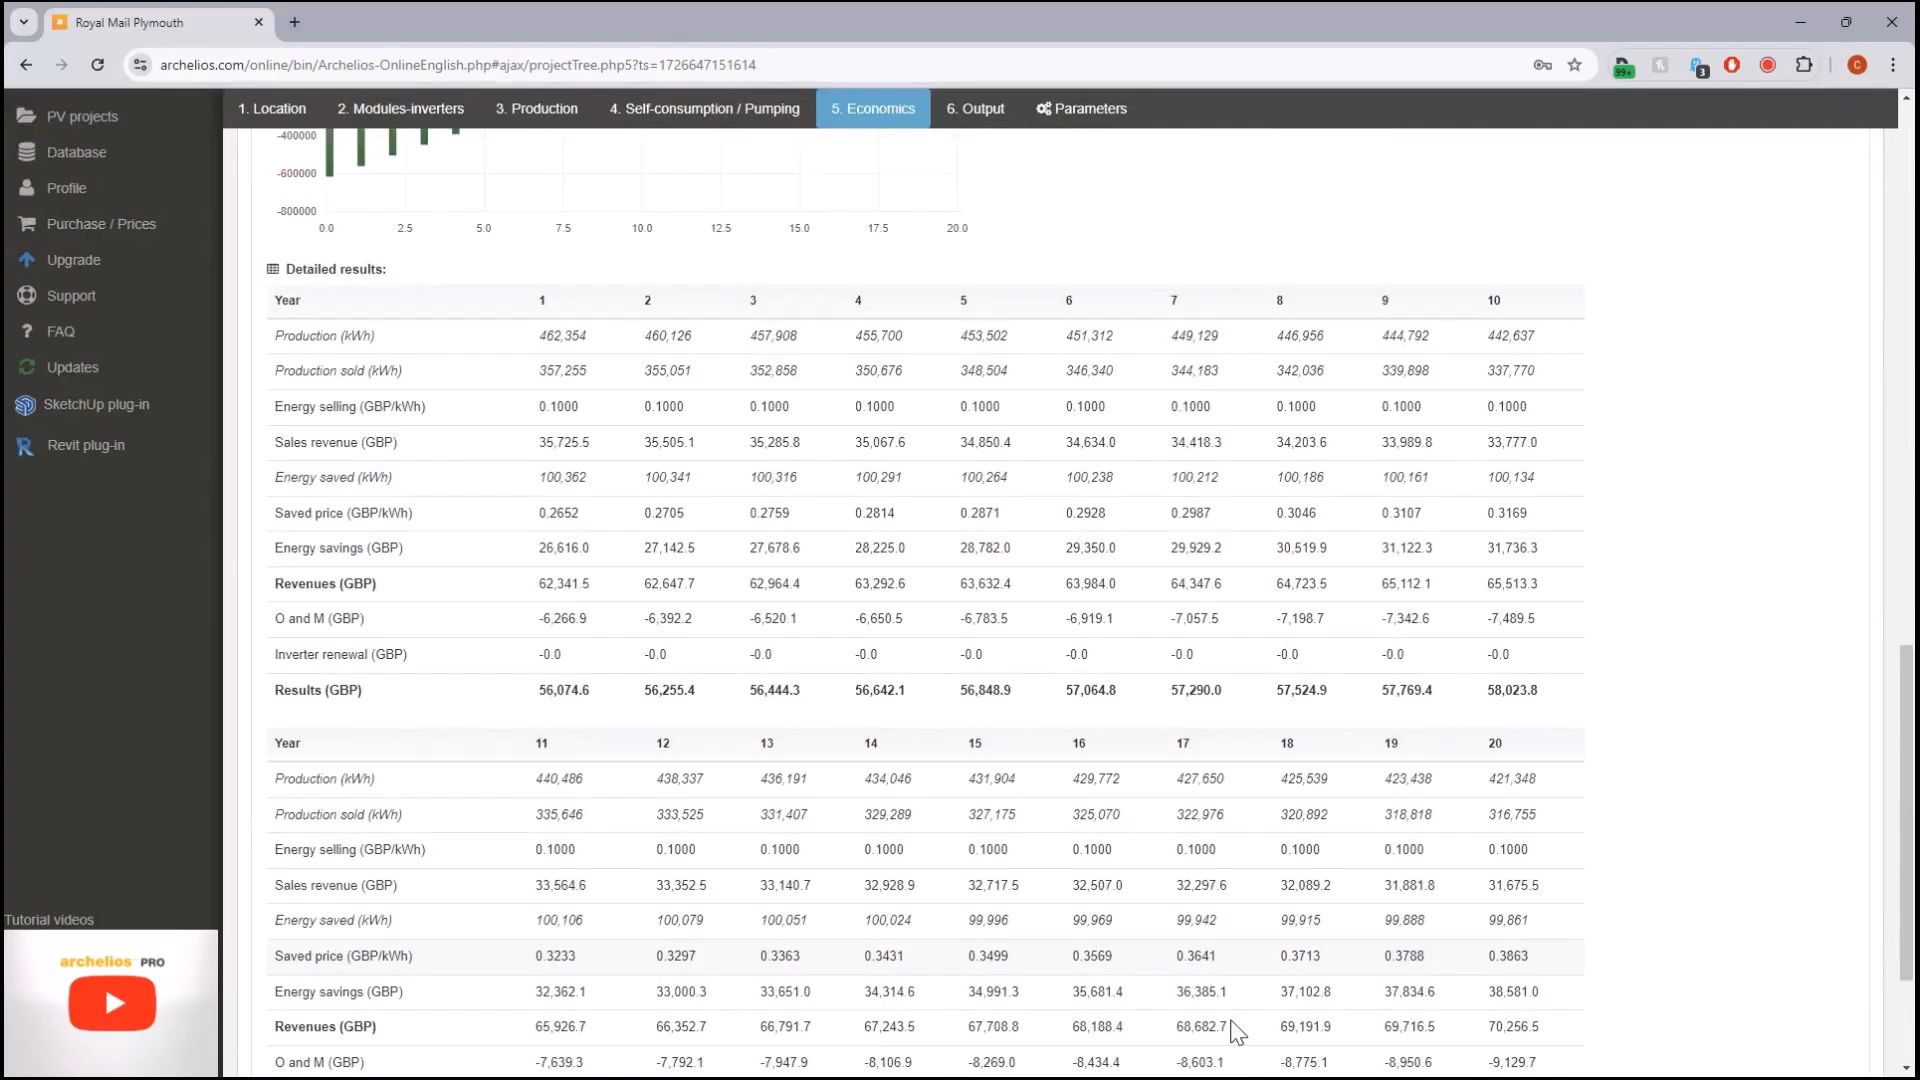 Royal Mail Plymouth
archelios.com/online/bin/Archelios-OnlineEnglish.php#ajax/projectTree.php5?ts=1726647151614
99+
3
C
PV projects
Database
Profile
Purchase / Prices
Upgrade
Support
FAQ
Updates
SketchUp plug-in
Revit plug-in
Tutorial videos
archelios PRO
1. Location 2. Modules-inverters 3. Production 4. Self-consumption / Pumping 5. Economics 6. Output Parameters
-400000
-600000
-800000
0.0 2.5 5.0 7.5 10.0 12.5 15.0 17.5 20.0
Detailed results:
Year 1 2 3 4 5 6 7 8 9 10
Production (kWh) 462,354 460,126 457,908 455,700 453,502 451,312 449,129 446,956 444,792 442,637
Production sold (kWh) 357,255 355,051 352,858 350,676 348,504 346,340 344,183 342,036 339,898 337,770
Energy selling (GBP/kWh) 0.1000 0.1000 0.1000 0.1000 0.1000 0.1000 0.1000 0.1000 0.1000 0.1000
Sales revenue (GBP) 35,725.5 35,505.1 35,285.8 35,067.6 34,850.4 34,634.0 34,418.3 34,203.6 33,989.8 33,777.0
Energy saved (kWh) 100,362 100,341 100,316 100,291 100,264 100,238 100,212 100,186 100,161 100,134
Saved price (GBP/kWh) 0.2652 0.2705 0.2759 0.2814 0.2871 0.2928 0.2987 0.3046 0.3107 0.3169
Energy savings (GBP) 26,616.0 27,142.5 27,678.6 28,225.0 28,782.0 29,350.0 29,929.2 30,519.9 31,122.3 31,736.3
Revenues (GBP) 62,341.5 62,647.7 62,964.4 63,292.6 63,632.4 63,984.0 64,347.6 64,723.5 65,112.1 65,513.3
O and M (GBP) -6,266.9 -6,392.2 -6,520.1 -6,650.5 -6,783.5 -6,919.1 -7,057.5 -7,198.7 -7,342.6 -7,489.5
Inverter renewal (GBP) -0.0 -0.0 -0.0 -0.0 -0.0 -0.0 -0.0 -0.0 -0.0 -0.0
Results (GBP) 56,074.6 56,255.4 56,444.3 56,642.1 56,848.9 57,064.8 57,290.0 57,524.9 57,769.4 58,023.8
Year 11 12 13 14 15 16 17 18 19 20
Production (kWh) 440,486 438,337 436,191 434,046 431,904 429,772 427,650 425,539 423,438 421,348
Production sold (kWh) 335,646 333,525 331,407 329,289 327,175 325,070 322,976 320,892 318,818 316,755
Energy selling (GBP/kWh) 0.1000 0.1000 0.1000 0.1000 0.1000 0.1000 0.1000 0.1000 0.1000 0.1000
Sales revenue (GBP) 33,564.6 33,352.5 33,140.7 32,928.9 32,717.5 32,507.0 32,297.6 32,089.2 31,881.8 31,675.5
Energy saved (kWh) 100,106 100,079 100,051 100,024 99,996 99,969 99,942 99,915 99,888 99,861
Saved price (GBP/kWh) 0.3233 0.3297 0.3363 0.3431 0.3499 0.3569 0.3641 0.3713 0.3788 0.3863
Energy savings (GBP) 32,362.1 33,000.3 33,651.0 34,314.6 34,991.3 35,681.4 36,385.1 37,102.8 37,834.6 38,581.0
Revenues (GBP) 65,926.7 66,352.7 66,791.7 67,243.5 67,708.8 68,188.4 68,682.7 69,191.9 69,716.5 70,256.5
O and M (GBP) -7,639.3 -7,792.1 -7,947.9 -8,106.9 -8,269.0 -8,434.4 -8,603.1 -8,775.1 -8,950.6 -9,129.7